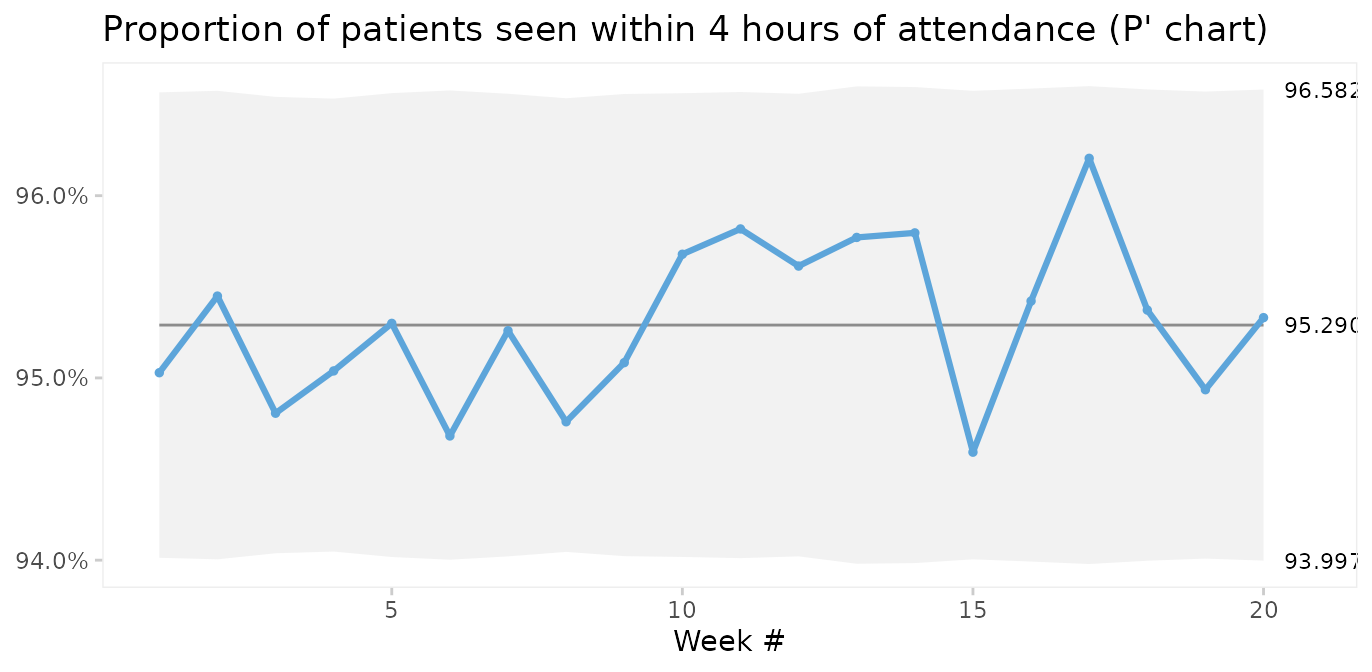 Proportion of patients seen within 4 hours of attendance (P' chart)
96.582
96.0%
95.290
95.0%
94.0%
93.997
5 10 15 20
Week #